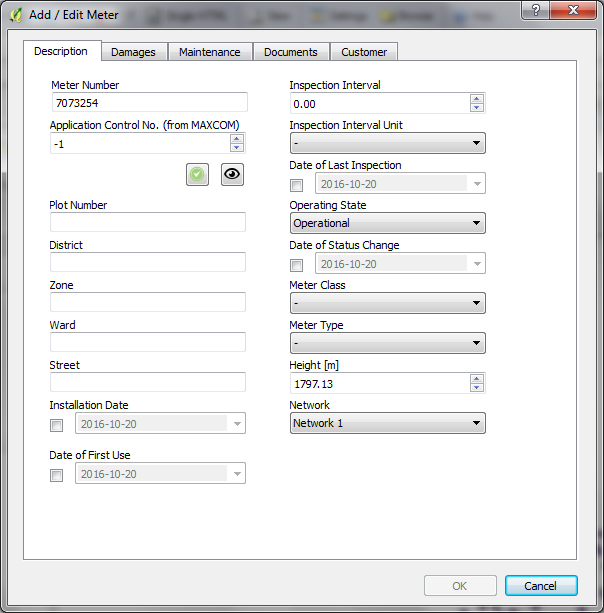 Add / Edit Meter
Description Damages Maintenance Documents Customer
Meter Number
7073254
Application Control No. (from MAXCOM)
-1
Plot Number
District
Zone
Ward
Street
Installation Date
2016-10-20
Date of First Use
2016-10-20
Inspection Interval
0.00
Inspection Interval Unit
-
Date of Last Inspection
2016-10-20
Operating State
Operational
Date of Status Change
2016-10-20
Meter Class
-
Meter Type
-
Height [m]
1797.13
Network
Network 1
OK Cancel